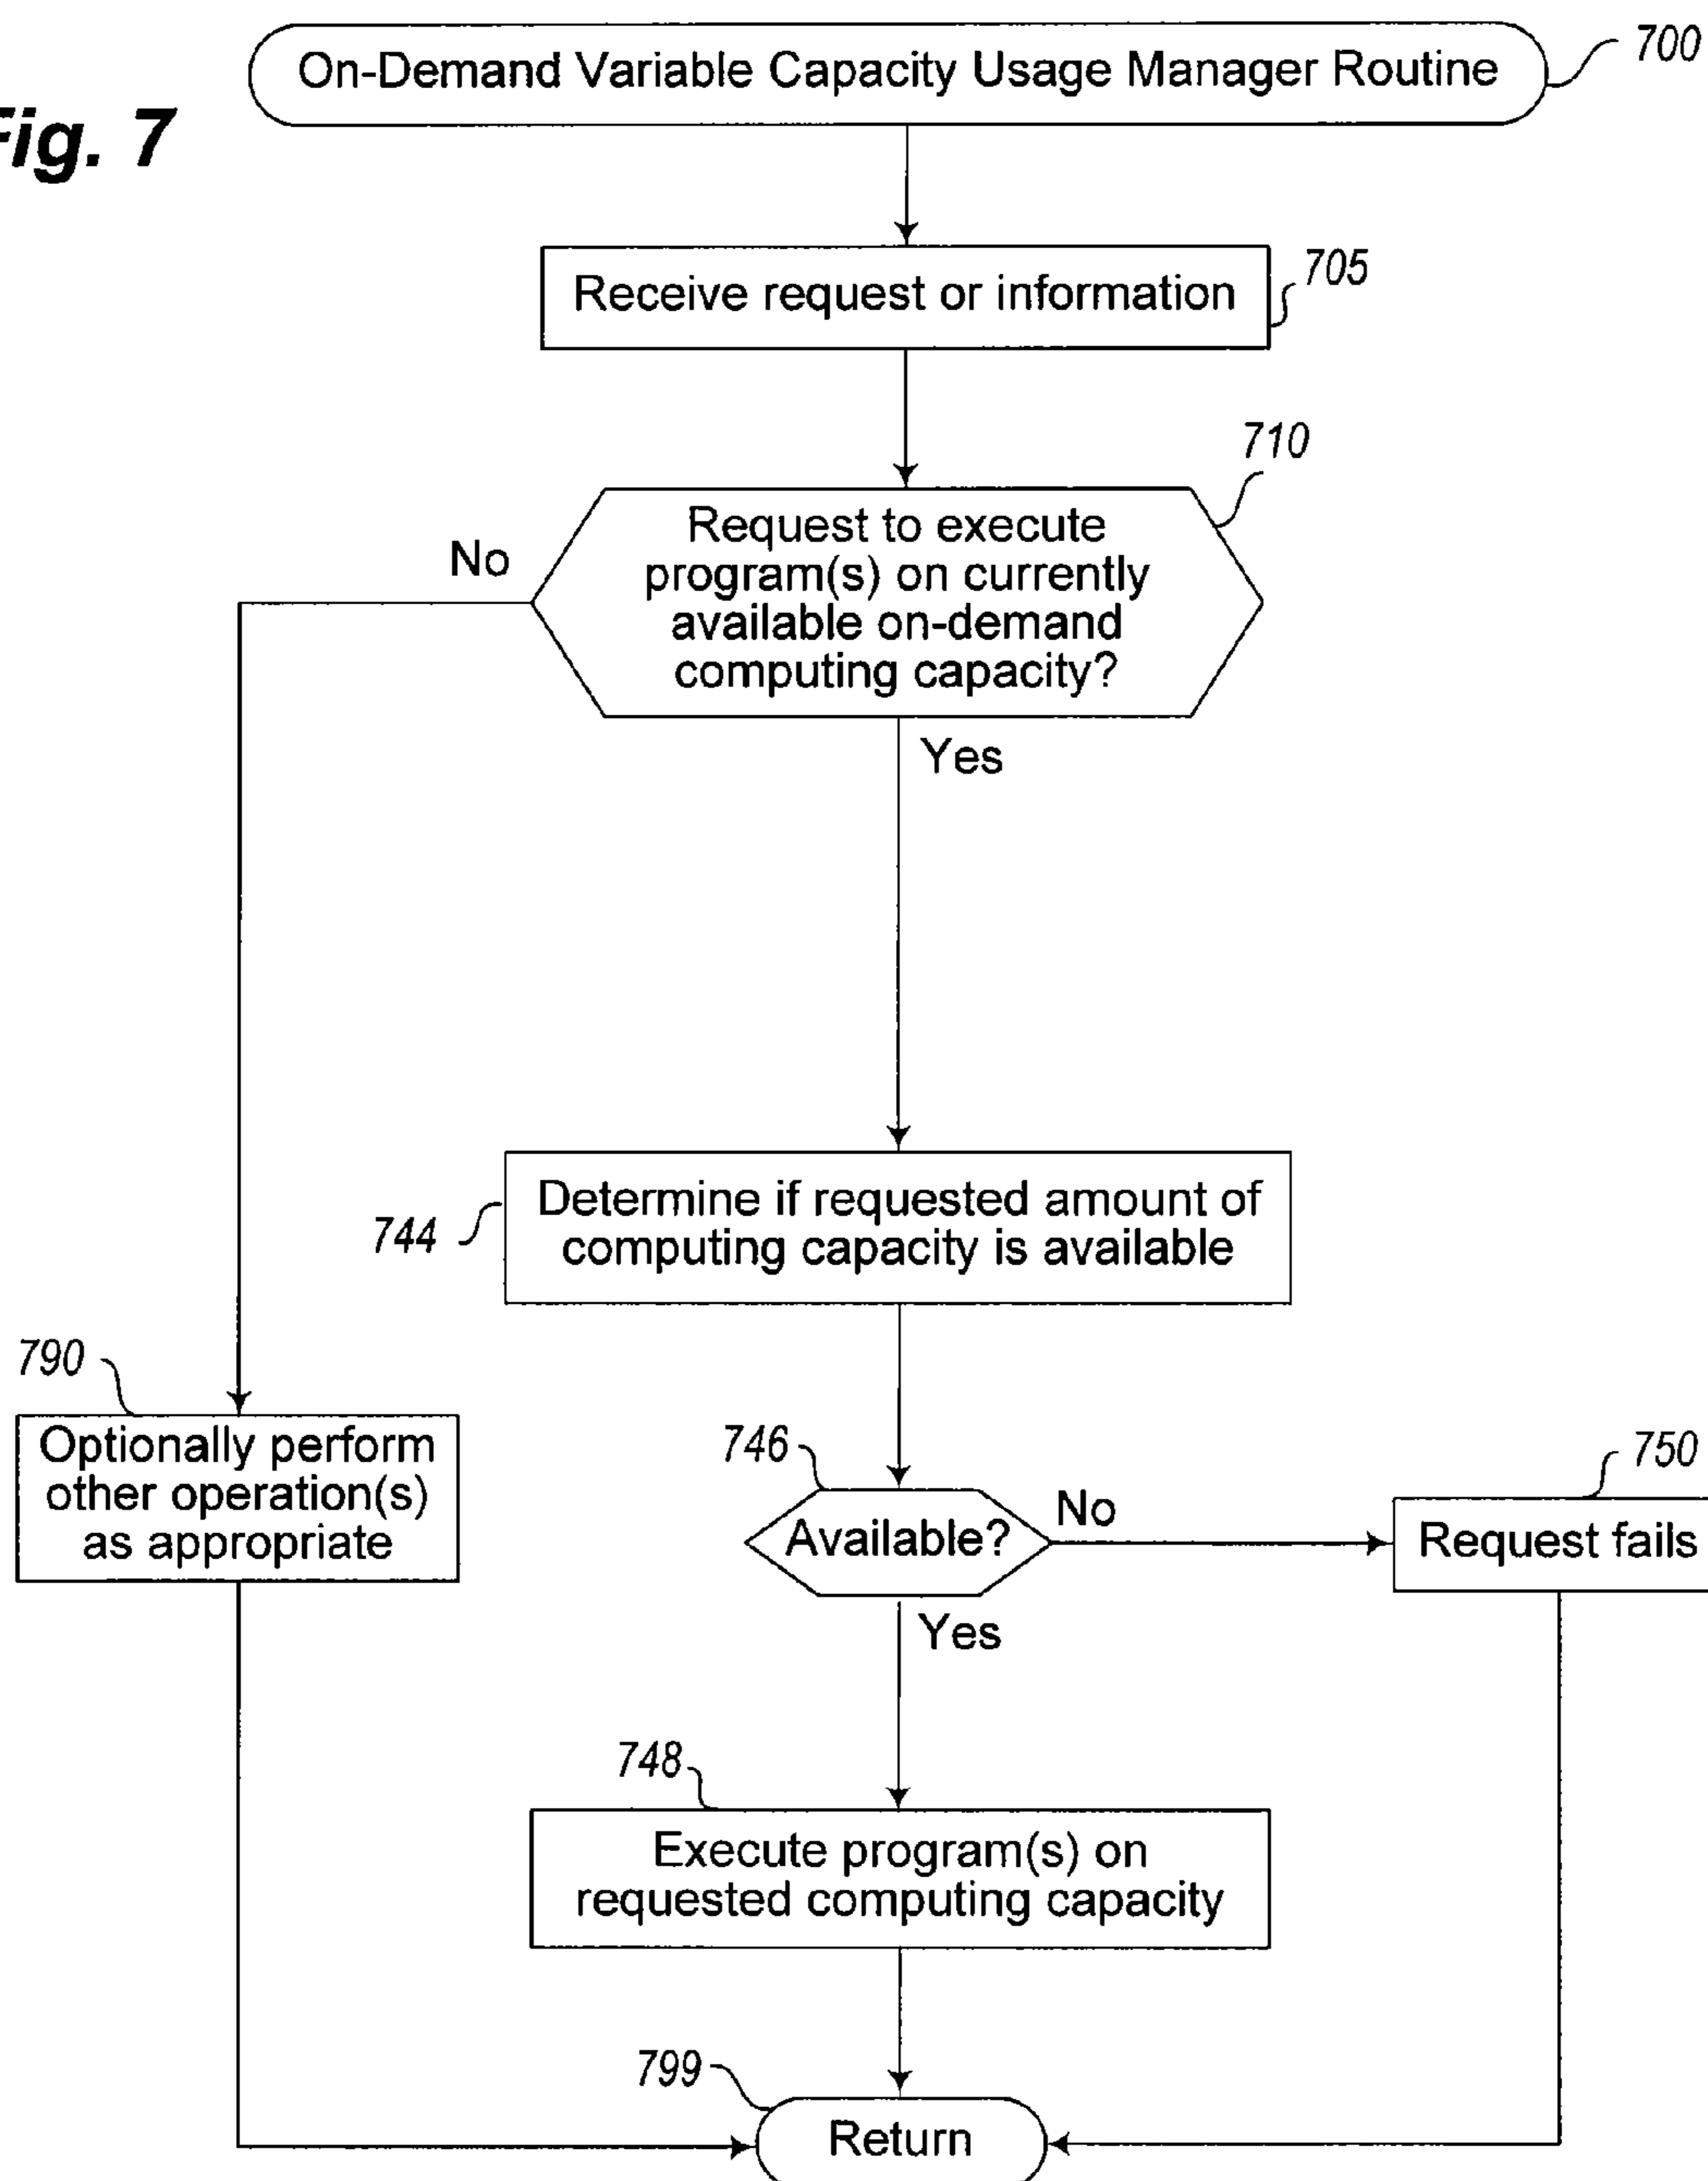 On-Demand Variable Capacity Usage Manager Routine
700
Fig. 7
Receive request or information
705
710
Request to execute
program(s) on currently
available on-demand
computing capacity?
No
Yes
744
Determine if requested amount of
computing capacity is available
790
Optionally perform
other operation(s)
as appropriate
746
Available?
No
750
Request fails
Yes
748
Execute program(s) on
requested computing capacity
799
Return